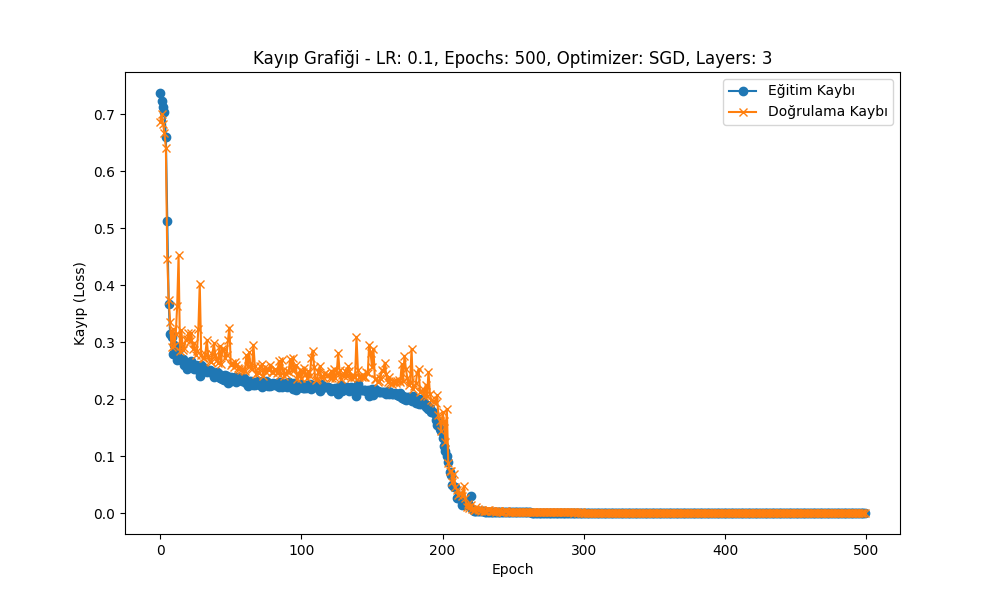 Kayıp Grafiği - LR: 0.1, Epochs: 500, Optimizer: SGD, Layers: 3
Eğitim Kaybı
Doğrulama Kaybı
Kayıp (Loss)
0.7
0.6
0.5
0.4
0.3
0.2
0.1
0.0
0 100 200 300 400 500
Epoch